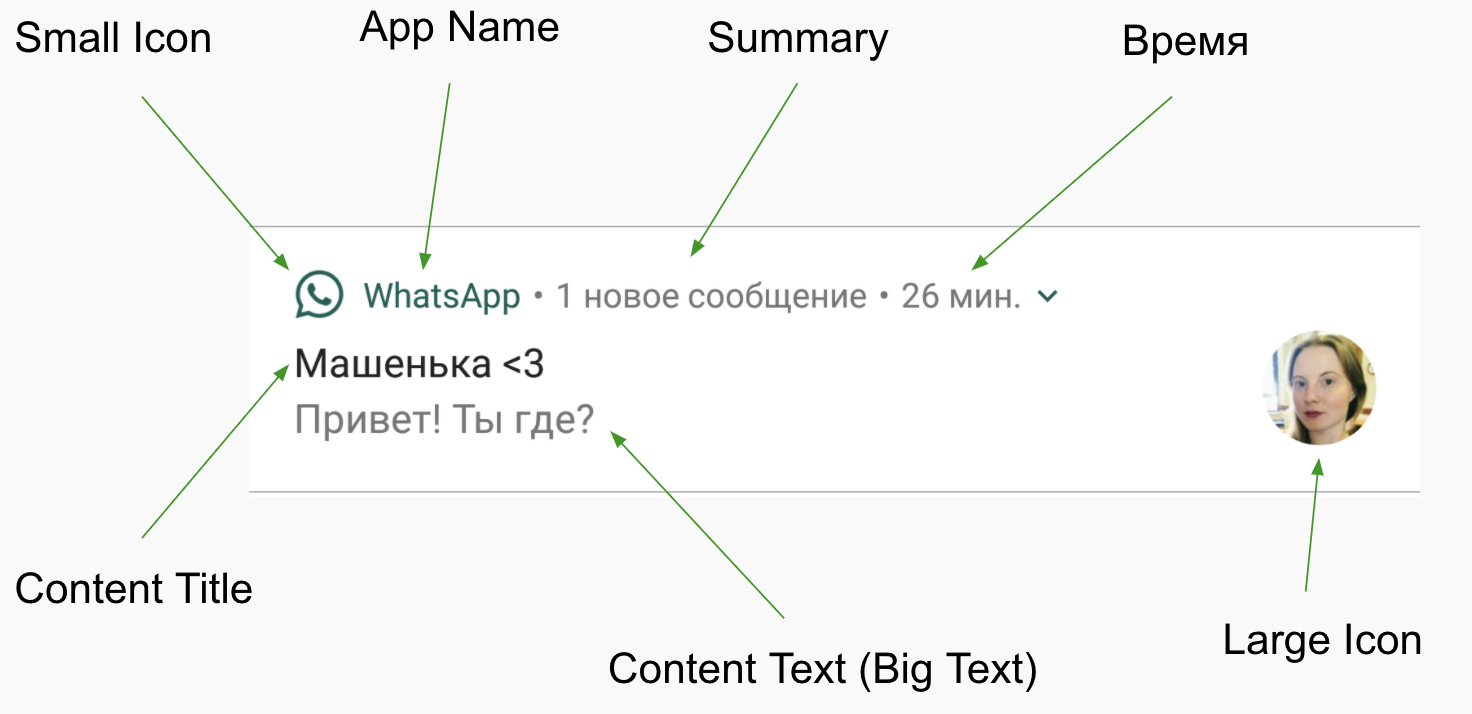 Small Icon
App Name
Summary
Время
WhatsApp • 1 новое сообщение • 26 мин.
Машенька <3
Привет! Ты где?
Content Title
Content Text (Big Text)
Large Icon